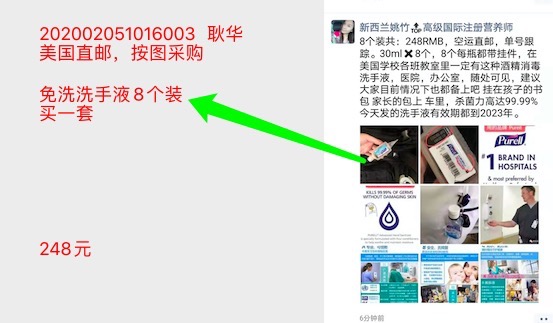 202002051016003 耿华
美国直邮，按图采购
免洗洗手液8个装
买一套
248元
新西兰姚竹🔝高级国际注册营养师
8个装共：248RMB，空运直邮，单号跟
踪。30ml❌8个，8个每瓶都带挂件，在
美国学校各班教室里一定有这种酒精消毒
洗手液，医院，办公室，随处可见，建议
大家目前情况下也都备上吧 挂在孩子的书
包 家长的包上 车里，杀菌力高达99.99%
今天发的洗手液有效期都到2023年。
Purell
#1 BRAND IN
HOSPITALS
& most preferred by
KILLS 99.99% OF GERMS
WITHOUT DAMAGING SKIN
6分钟前